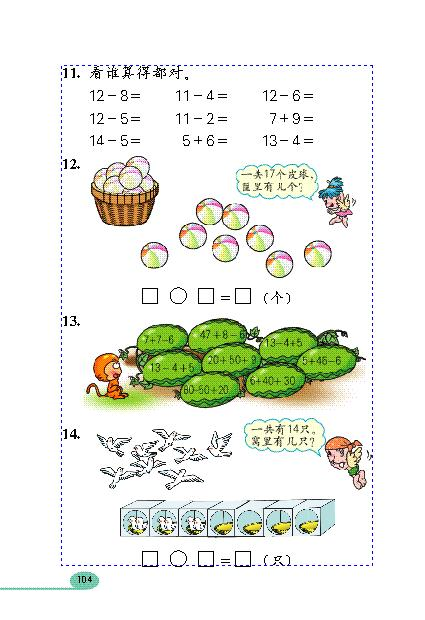 11. 看谁算得都对。
12－8＝ 11－4＝ 12－6＝
12－5＝ 11－2＝ 7＋9＝
14－5＝ 5＋6＝ 13－4＝
12.
一共17个皮球，
筐里有几个？
□ ○ □＝□（个）
13.
7+7-6 47+8-6 13-4+5
13-4+5 20+50+9 5+46-6
80-50+20 6+40+30
14.
一共有14只。
窝里有几只？
□ ○ □＝□（只）
104